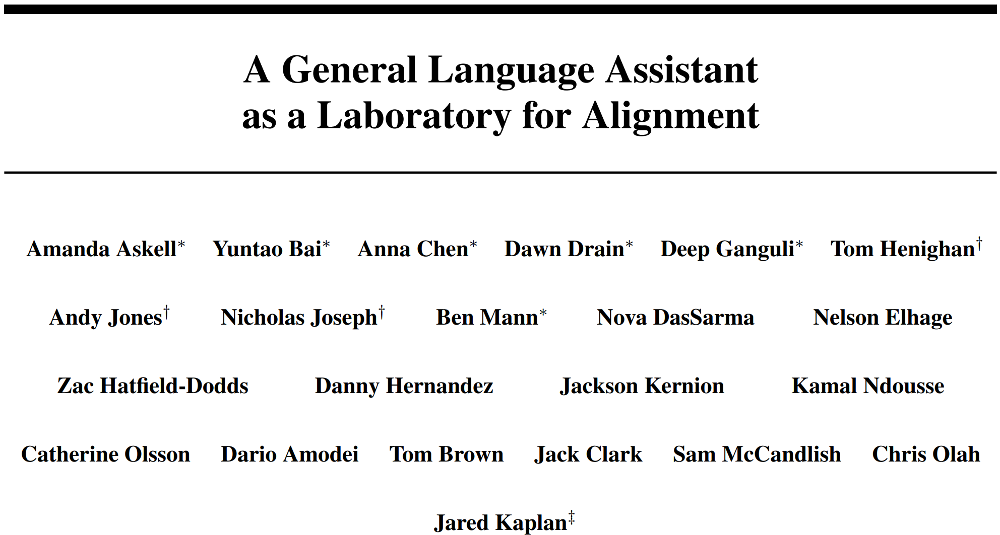 A General Language Assistant
as a Laboratory for Alignment
Amanda Askell* Yuntao Bai* Anna Chen* Dawn Drain* Deep Ganguli* Tom Henighan†
Andy Jones† Nicholas Joseph† Ben Mann* Nova DasSarma Nelson Elhage
Zac Hatfield-Dodds Danny Hernandez Jackson Kernion Kamal Ndousse
Catherine Olsson Dario Amodei Tom Brown Jack Clark Sam McCandlish Chris Olah
Jared Kaplan‡